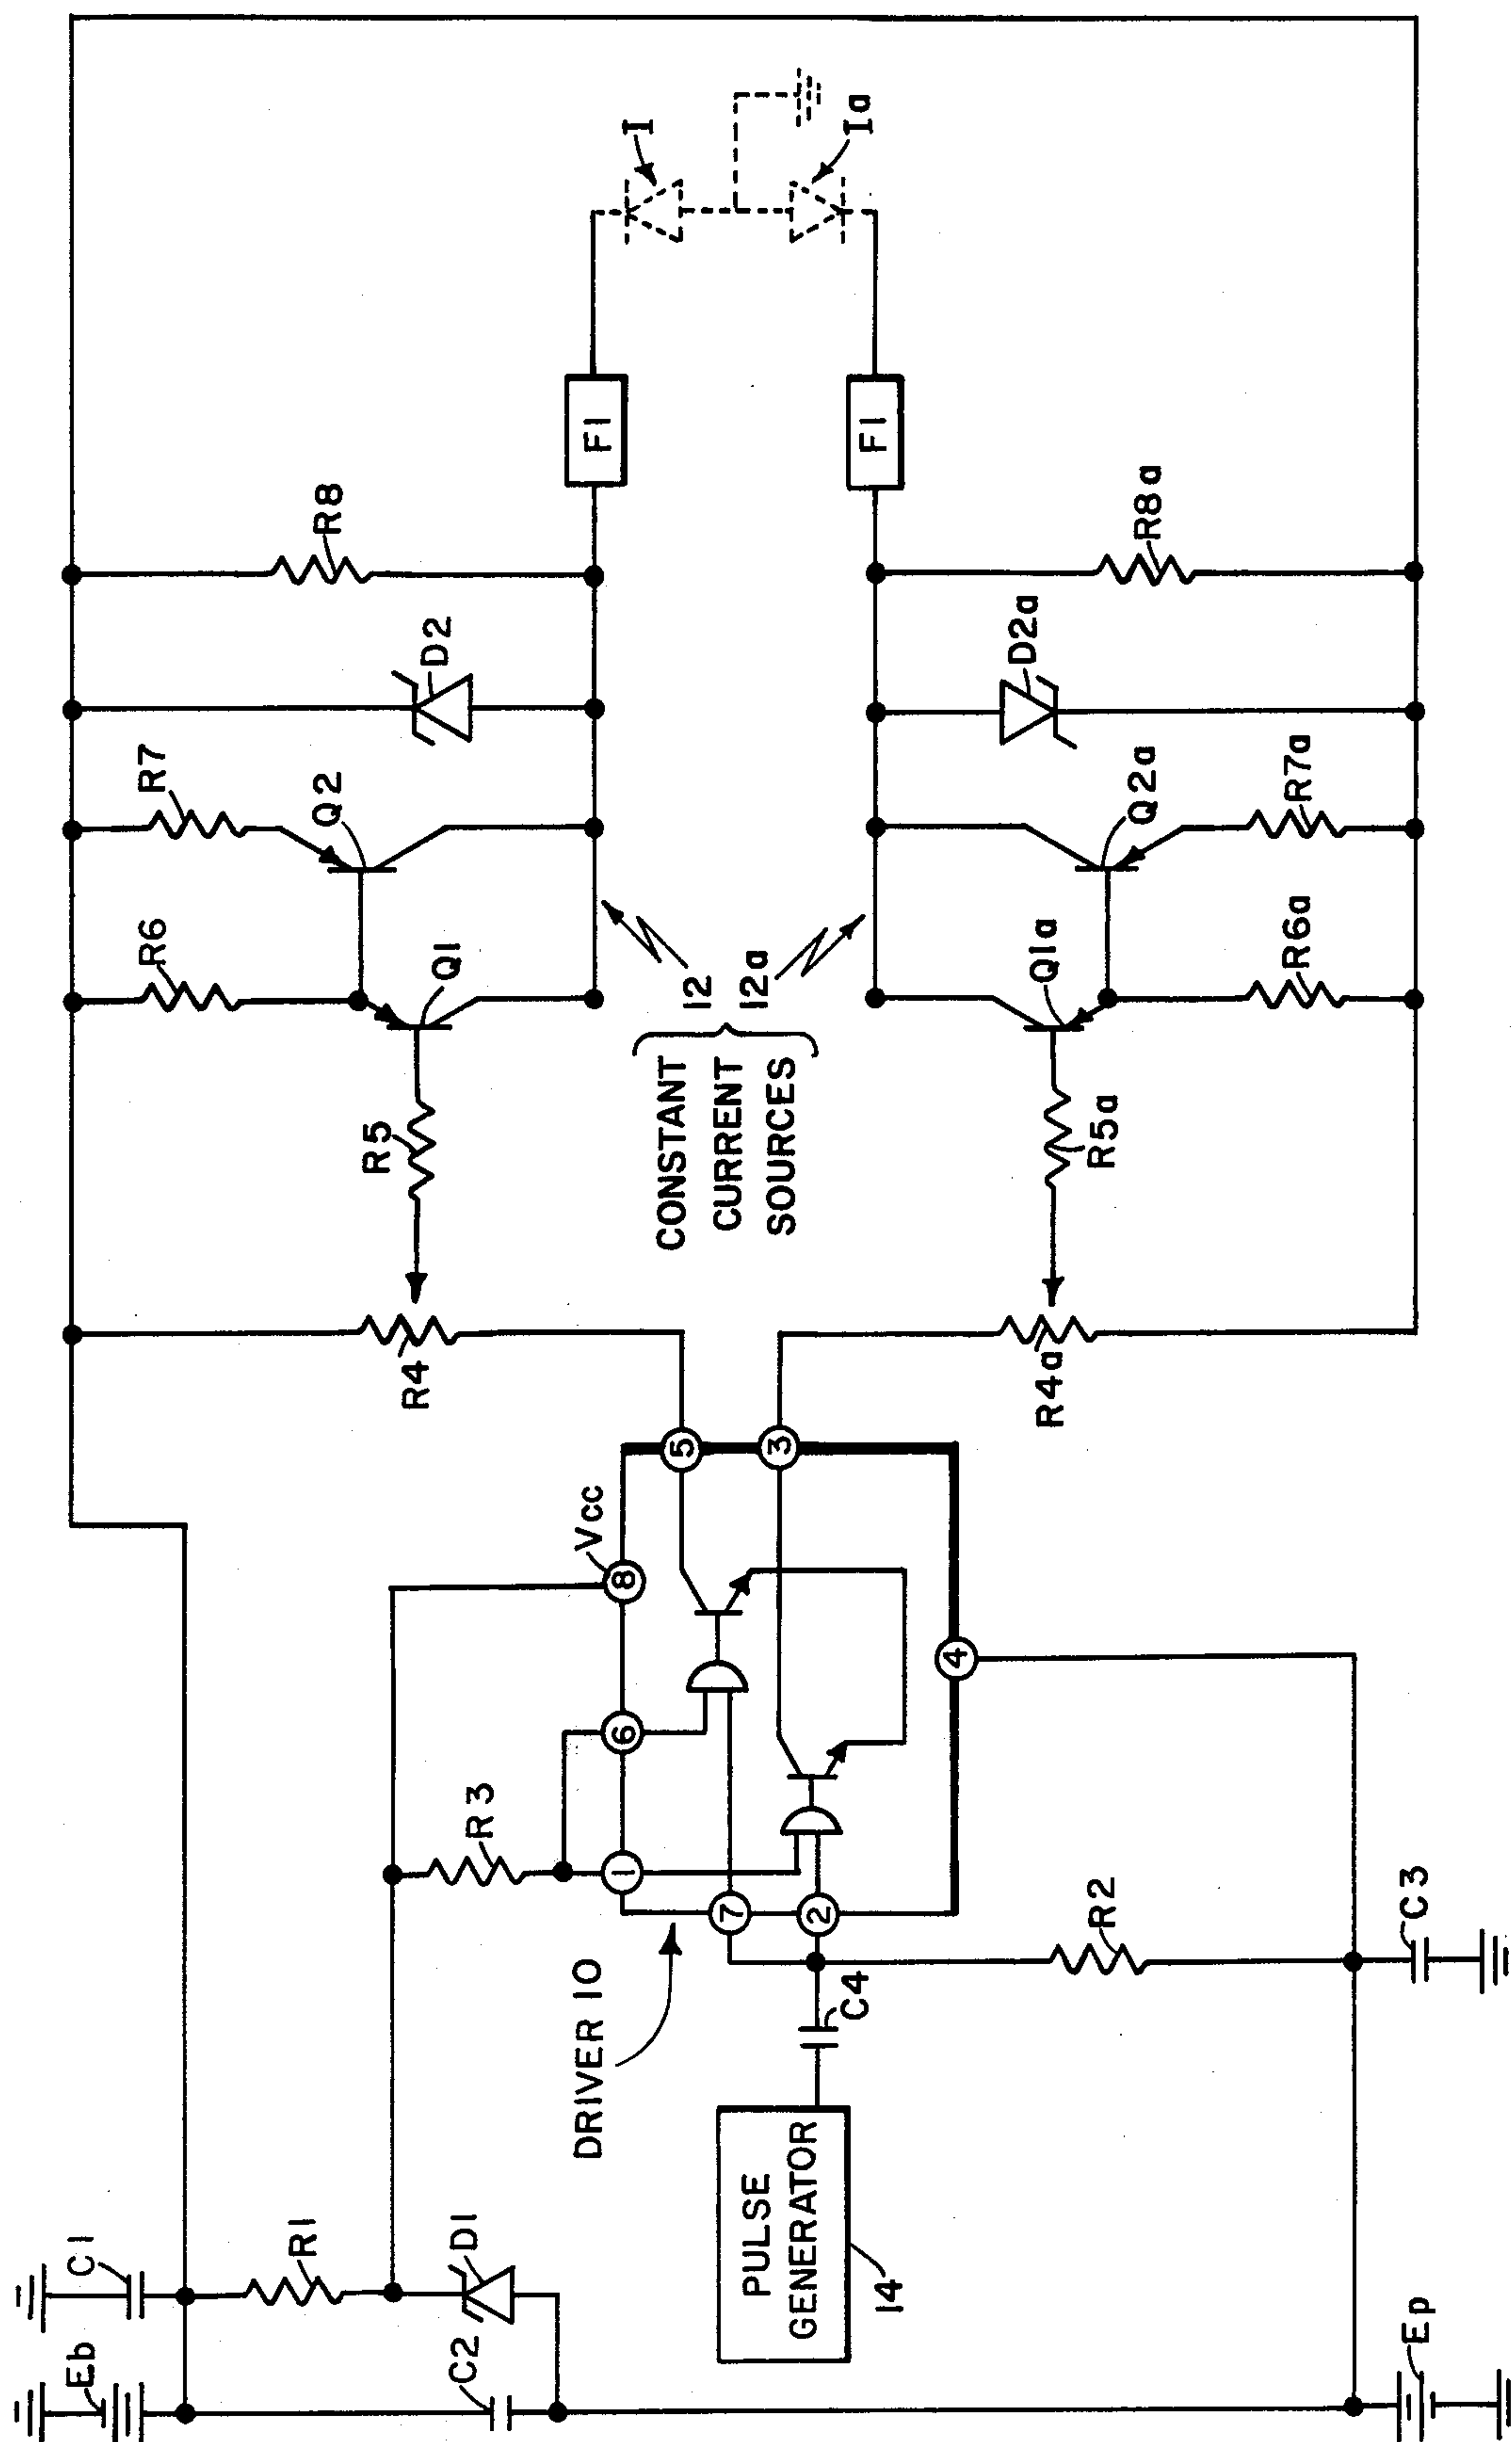 Eb
C1
R1
C2
D1
Ep
PULSE
GENERATOR
14
C4
DRIVER 10
R3
R2
C3
1
6
8
Vcc
7
2
4
5
3
R4
R4a
R5
R5a
CONSTANT
CURRENT
SOURCES
12
12a
Q1
Q1a
R6
R6a
Q2
Q2a
R7
R7a
D2
D2a
R8
R8a
F1
F1
I
Ia